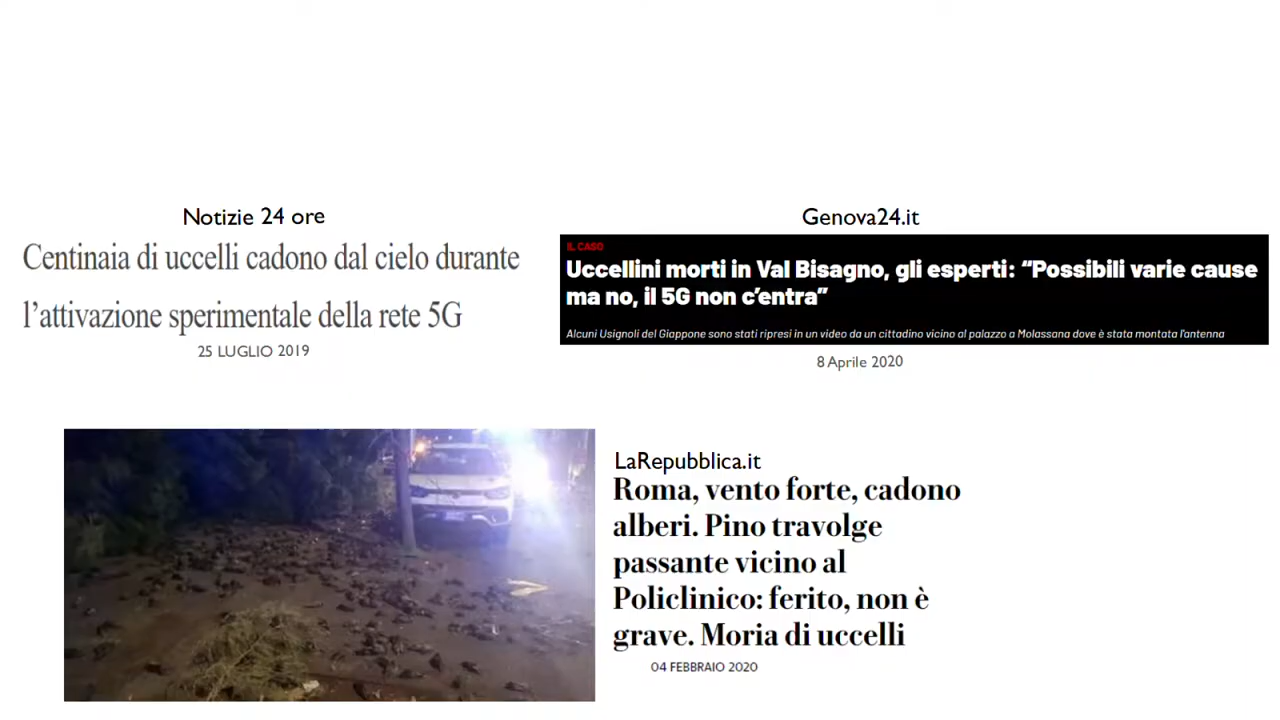 Notizie 24 ore
Centinaia di uccelli cadono dal cielo durante
l’attivazione sperimentale della rete 5G
25 LUGLIO 2019
Genova24.it
IL CASO
Uccellini morti in Val Bisagno, gli esperti: “Possibili varie cause
ma no, il 5G non c’entra”
Alcuni Usignoli del Giappone sono stati ripresi in un video da un cittadino vicino al palazzo a Molassana dove è stata montata l'antenna
8 Aprile 2020
LaRepubblica.it
Roma, vento forte, cadono
alberi. Pino travolge
passante vicino al
Policlinico: ferito, non è
grave. Moria di uccelli
04 FEBBRAIO 2020